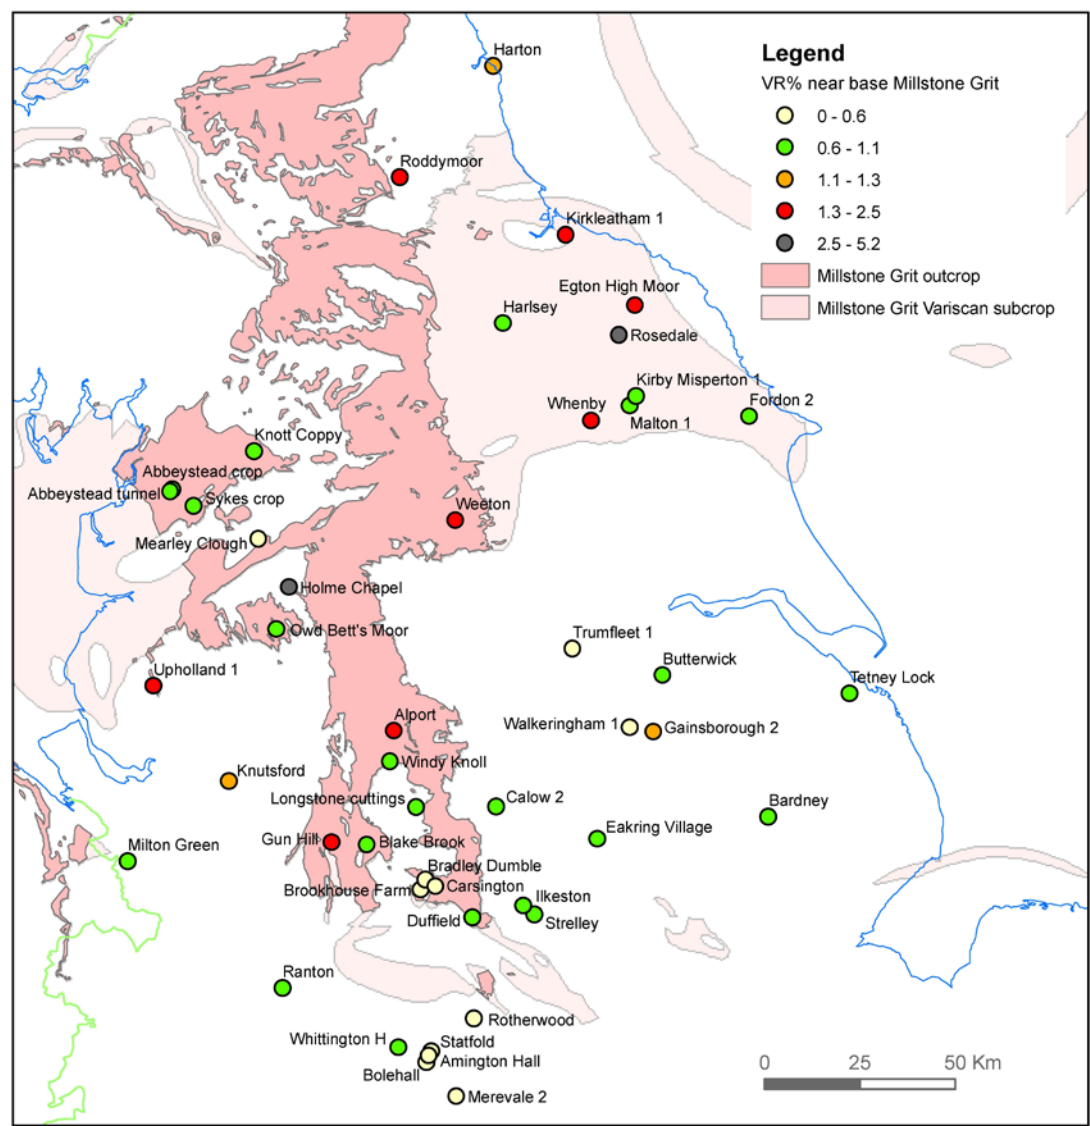 Harton
Legend
VR% near base Millstone Grit
0 - 0.6
0.6 - 1.1
1.1 - 1.3
1.3 - 2.5
2.5 - 5.2
Millstone Grit outcrop
Millstone Grit Variscan subcrop
Roddymoor
Kirkleatham 1
Egton High Moor
Harlsey
Rosedale
Kirby Misperton 1
Whenby
Malton 1
Fordon 2
Knott Coppy
Abbeystead crop
Abbeystead tunnel
Sykes crop
Weeton
Mearley Clough
Holme Chapel
Owd Bett's Moor
Trumfleet 1
Butterwick
Upholland 1
Tetney Lock
Alport
Walkeringham 1
Gainsborough 2
Windy Knoll
Knutsford
Longstone cuttings
Calow 2
Bardney
Eakring Village
Gun Hill
Blake Brook
Milton Green
Bradley Dumble
Brookhouse Farm
Carsington
Ilkeston
Duffield
Strelley
Ranton
Rotherwood
Whittington H
Statfold
Amington Hall
Bolehall
Merevale 2
0 25 50 Km